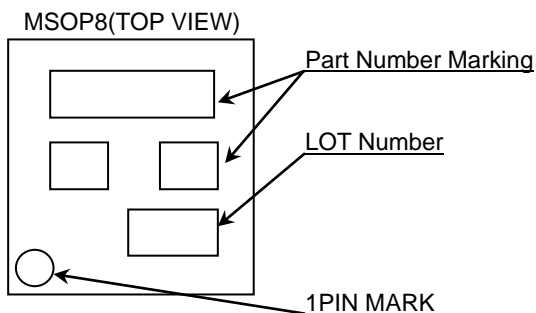 MSOP8(TOP VIEW)
Part Number Marking
LOT Number
1PIN MARK